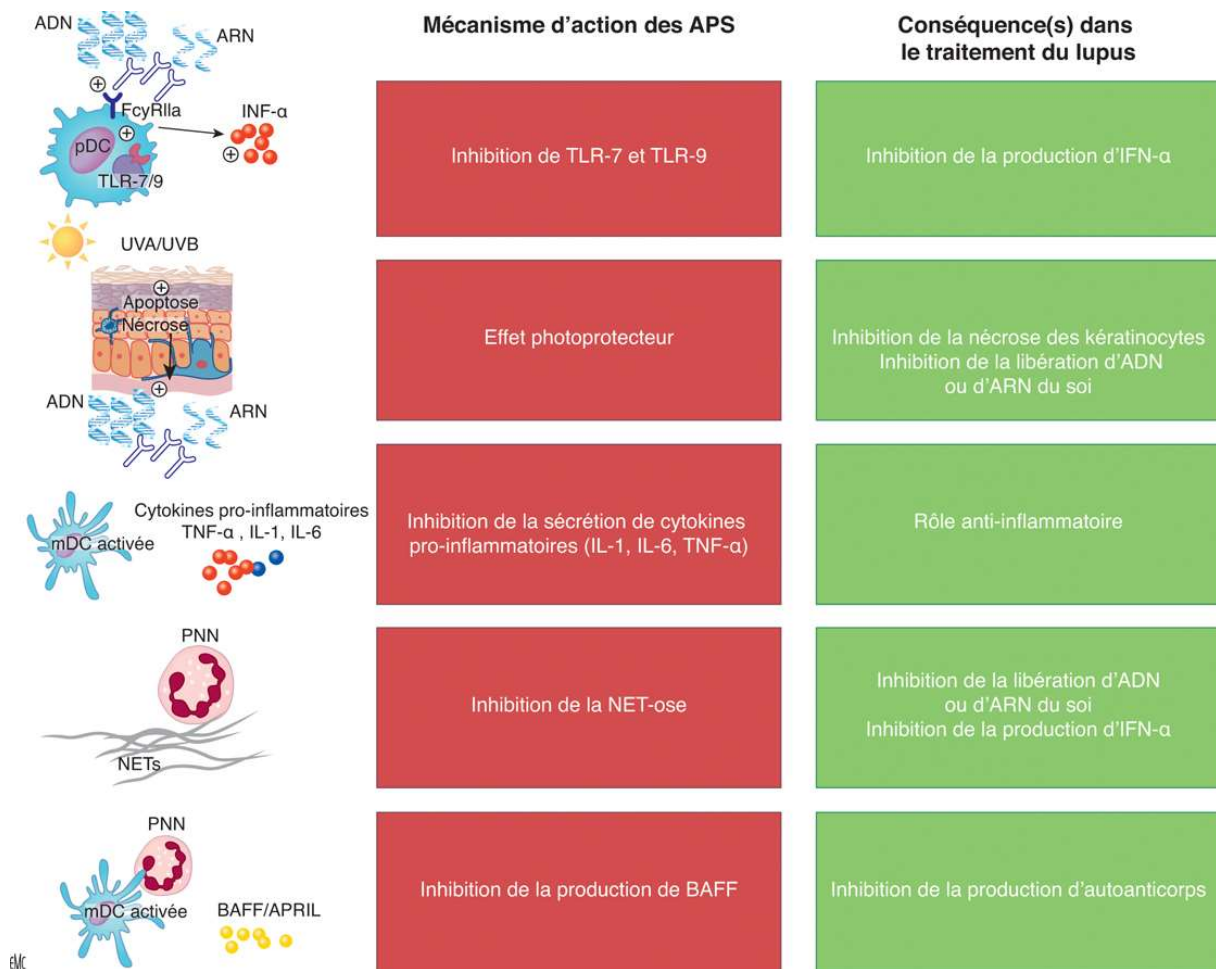 Mécanisme d'action des APS
Conséquence(s) dans
le traitement du lupus
ADN
ARN
FcyRIIa
INF-α
pDC
TLR-7/9
Inhibition de TLR-7 et TLR-9
Inhibition de la production d'IFN-α
UVA/UVB
Apoptose
Nécrose
ADN
ARN
Effet photoprotecteur
Inhibition de la nécrose des kératinocytes
Inhibition de la libération d'ADN
ou d'ARN du soi
Cytokines pro-inflammatoires
TNF-α , IL-1, IL-6
mDC activée
Inhibition de la sécrétion de cytokines
pro-inflammatoires (IL-1, IL-6, TNF-α)
Rôle anti-inflammatoire
PNN
NETs
Inhibition de la NET-ose
Inhibition de la libération d'ADN
ou d'ARN du soi
Inhibition de la production d'IFN-α
PNN
mDC activée
BAFF/APRIL
Inhibition de la production de BAFF
Inhibition de la production d'autoanticorps
EMC